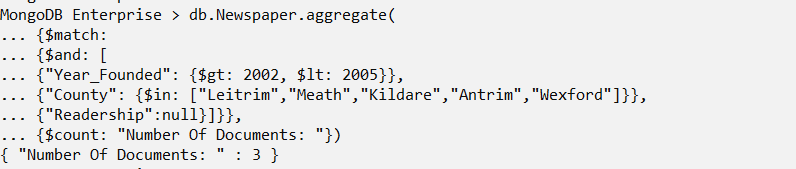 MongoDB Enterprise > db.Newspaper.aggregate(
... {$match:
... {$and: [
... {"Year_Founded": {$gt: 2002, $lt: 2005}},
... {"County": {$in: ["Leitrim","Meath","Kildare","Antrim","Wexford"]}},
... {"Readership":null}]}},
... {$count: "Number Of Documents: "})
{ "Number Of Documents: " : 3 }